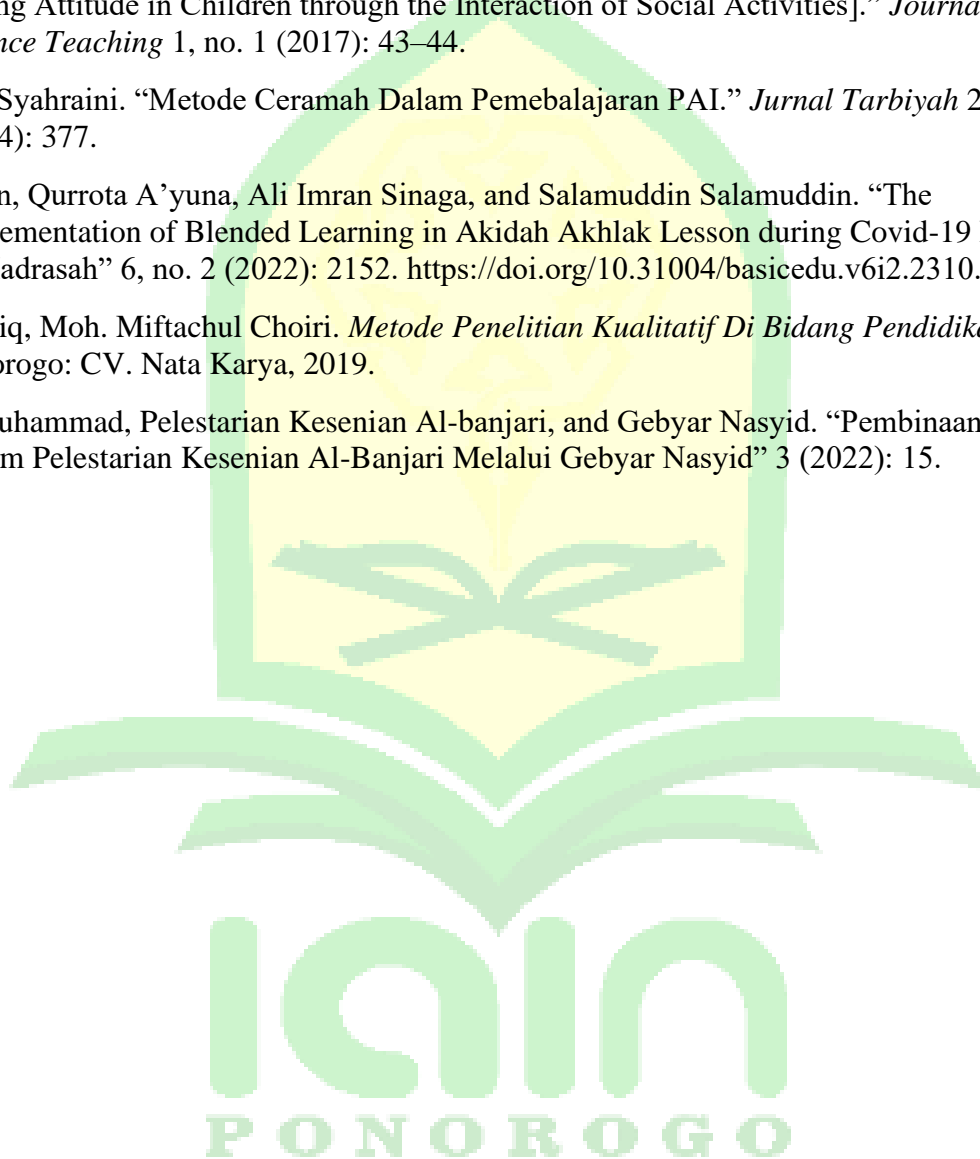 ng Attitude in Children through the Interaction of Social Activities].” Journal
nce Teaching 1, no. 1 (2017): 43–44.
Syahraini. “Metode Ceramah Dalam Pemebalajaran PAI.” Jurnal Tarbiyah 2
4): 377.
n, Qurrota A’yuna, Ali Imran Sinaga, and Salamuddin Salamuddin. “The
ementation of Blended Learning in Akidah Akhlak Lesson during Covid-19
adrasah” 6, no. 2 (2022): 2152. https://doi.org/10.31004/basicedu.v6i2.2310.
iq, Moh. Miftachul Choiri. Metode Penelitian Kualitatif Di Bidang Pendidika
orogo: CV. Nata Karya, 2019.
uhammad, Pelestarian Kesenian Al-banjari, and Gebyar Nasyid. “Pembinaan
m Pelestarian Kesenian Al-Banjari Melalui Gebyar Nasyid” 3 (2022): 15.
iain
PONOROGO